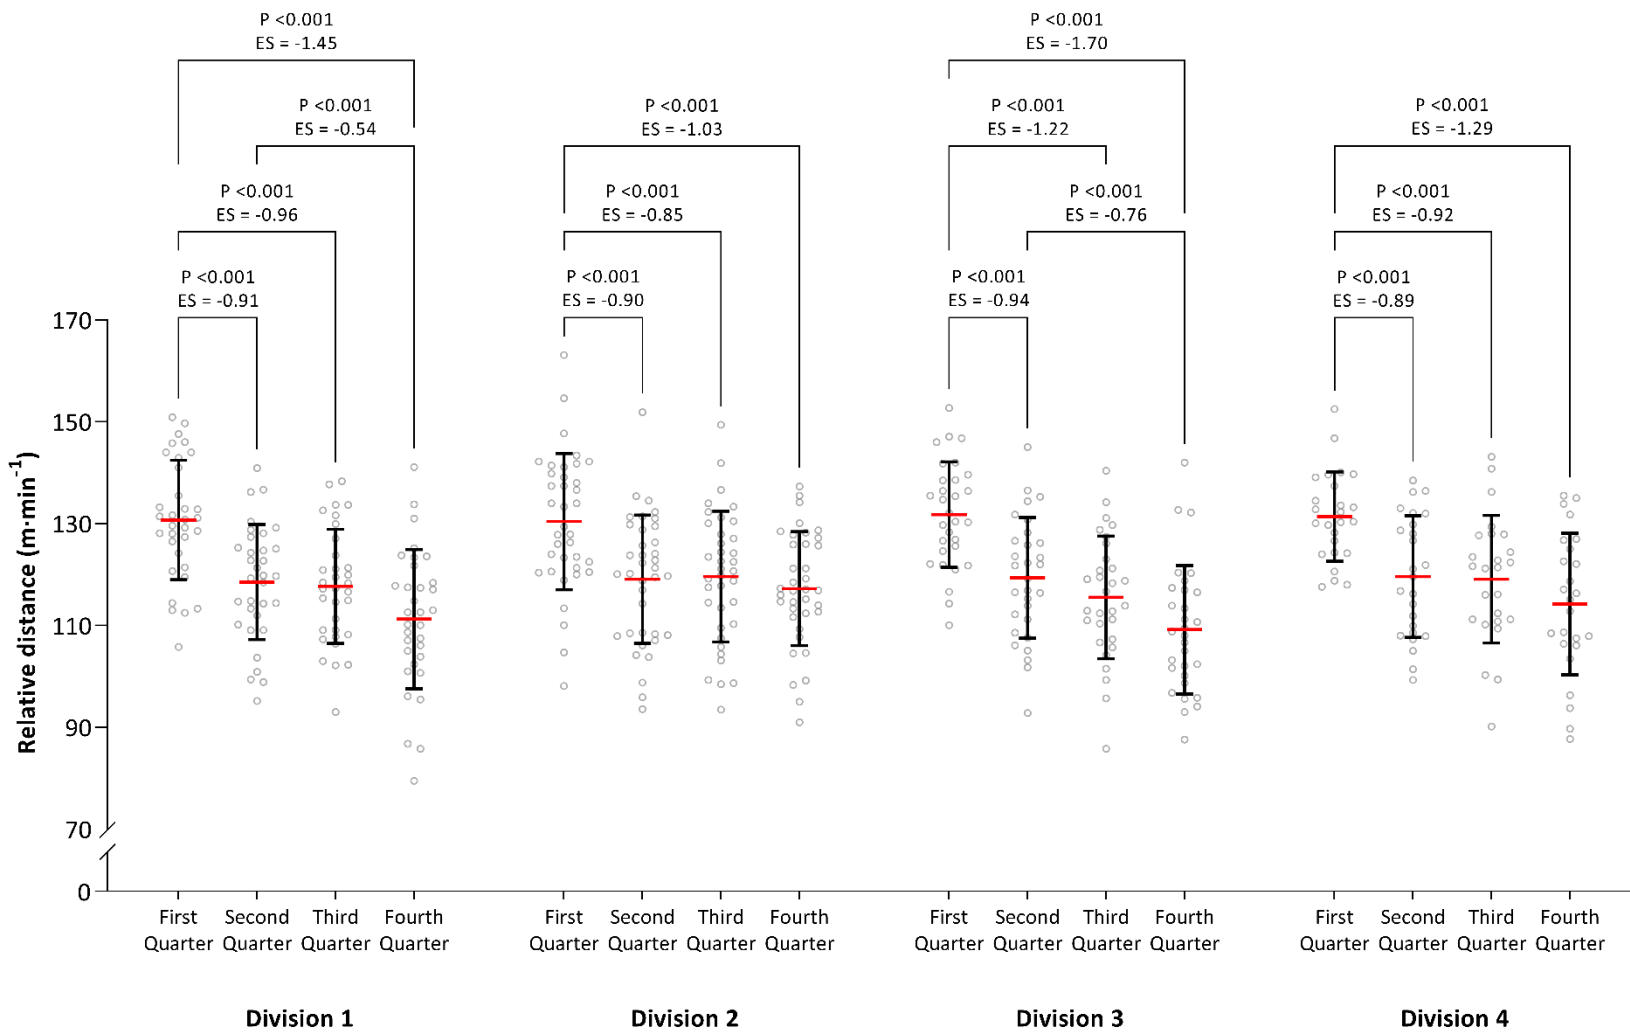 P <0.001
ES = -1.45
P <0.001
ES = -1.70
P <0.001
ES = -0.54
P <0.001
ES = -1.03
P <0.001
ES = -1.22
P <0.001
ES = -1.29
P <0.001
ES = -0.96
P <0.001
ES = -0.85
P <0.001
ES = -0.76
P <0.001
ES = -0.92
P <0.001
ES = -0.91
P <0.001
ES = -0.90
P <0.001
ES = -0.94
P <0.001
ES = -0.89
Relative distance (m·min⁻¹)
170
150
130
110
90
70
0
First Quarter
Second Quarter
Third Quarter
Fourth Quarter
First Quarter
Second Quarter
Third Quarter
Fourth Quarter
First Quarter
Second Quarter
Third Quarter
Fourth Quarter
First Quarter
Second Quarter
Third Quarter
Fourth Quarter
Division 1
Division 2
Division 3
Division 4